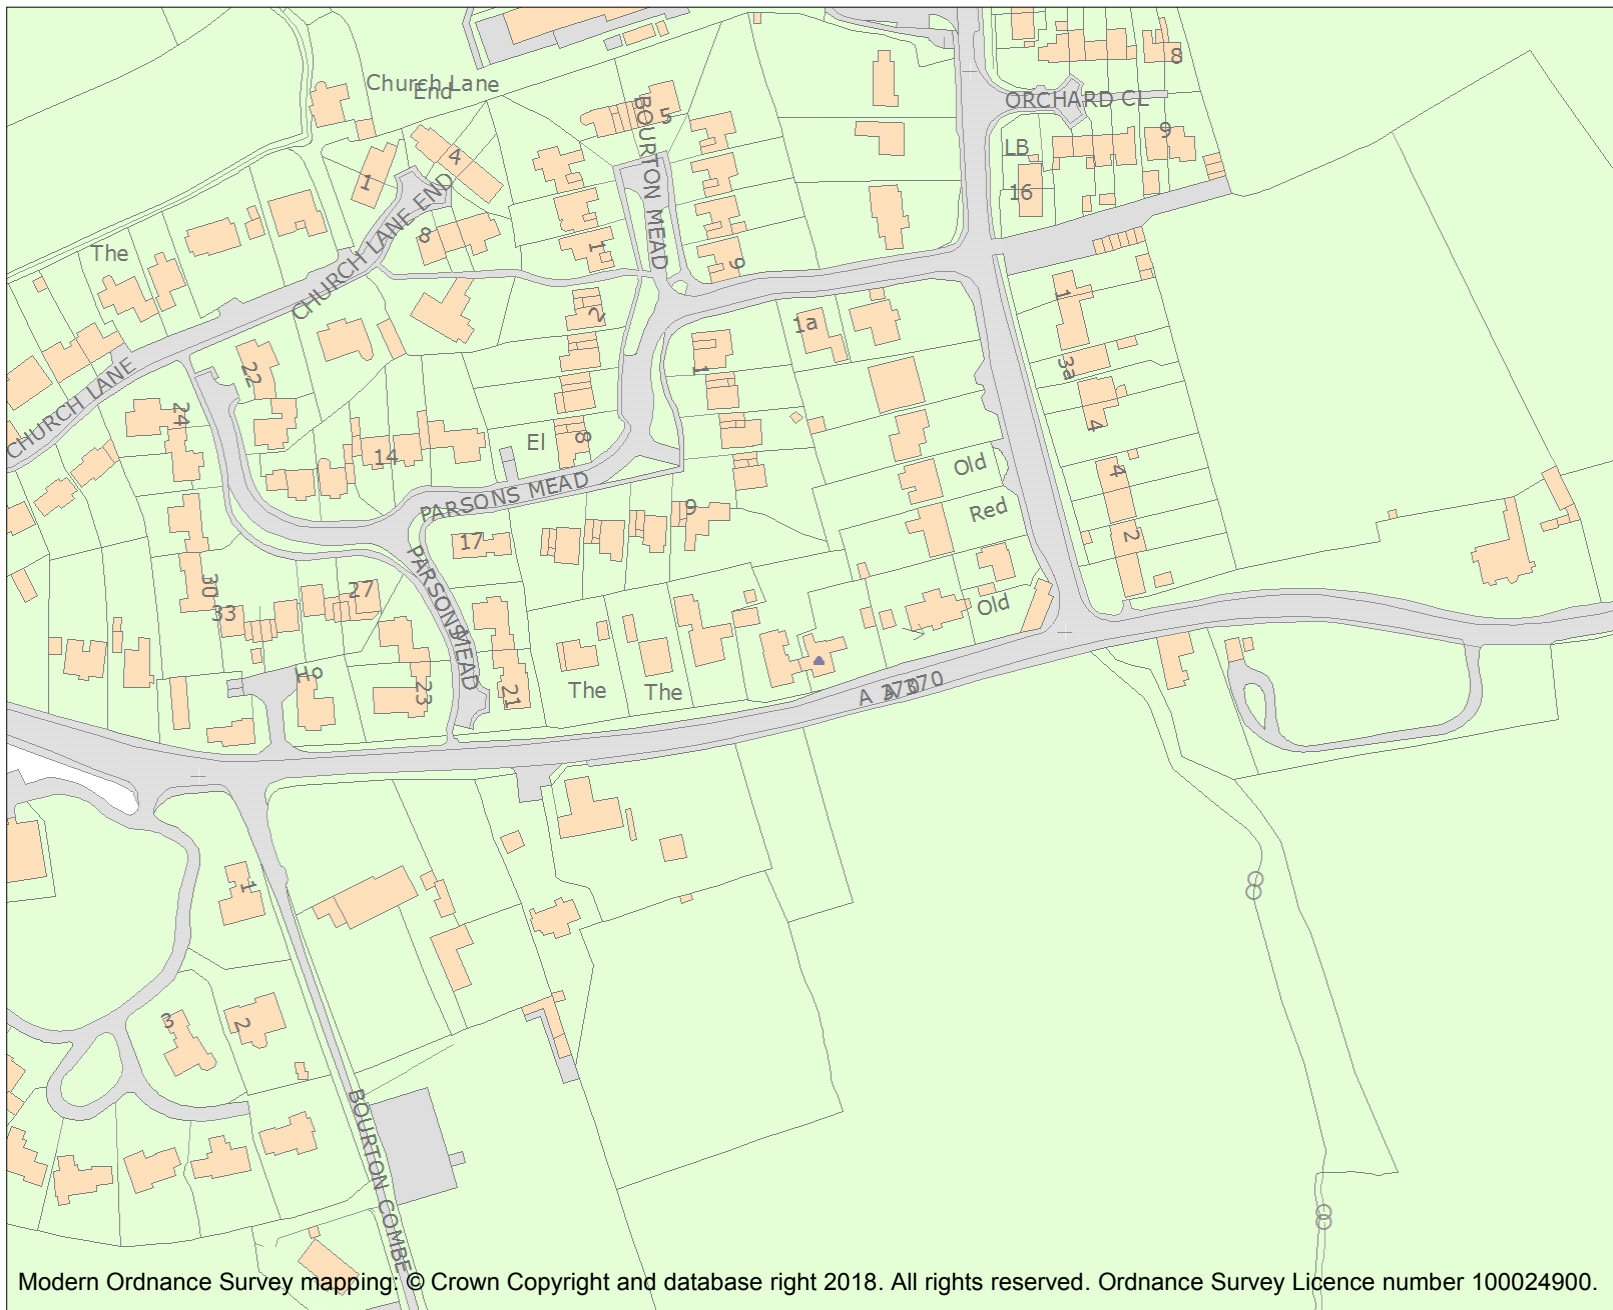 Church Lane
End
BOURTON MEAD
5
8
ORCHARD CL
9
LB
16
4
1
CHURCH LANE END
8
The
1
9
1
1a
3a
22
24
CHURCH LANE
1
4
14
El
8
Old
4
Red
PARSONS MEAD
9
17
2
PARSONS MEAD
30
27
33
Old
Ho
23
21
The
The
A 370
A 370
1
3
2
BOURTON COMBE
Modern Ordnance Survey mapping: © Crown Copyright and database right 2018. All rights reserved. Ordnance Survey Licence number 100024900.